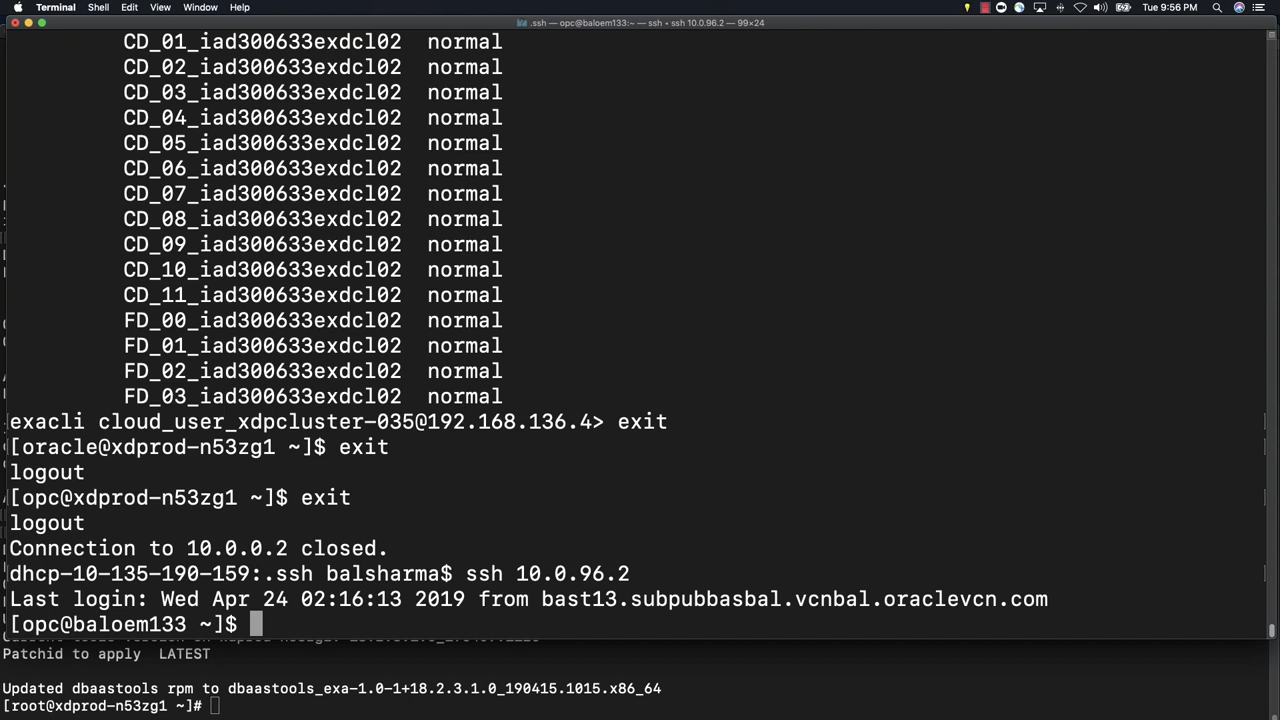 Terminal Shell Edit View Window Help Tue 9:56 PM
.ssh — opc@baloem133:~ — ssh • ssh 10.0.96.2 — 99×24
CD_01_iad300633exdcl02 normal
CD_02_iad300633exdcl02 normal
CD_03_iad300633exdcl02 normal
CD_04_iad300633exdcl02 normal
CD_05_iad300633exdcl02 normal
CD_06_iad300633exdcl02 normal
CD_07_iad300633exdcl02 normal
CD_08_iad300633exdcl02 normal
CD_09_iad300633exdcl02 normal
CD_10_iad300633exdcl02 normal
CD_11_iad300633exdcl02 normal
FD_00_iad300633exdcl02 normal
FD_01_iad300633exdcl02 normal
FD_02_iad300633exdcl02 normal
FD_03_iad300633exdcl02 normal
exacli cloud_user_xdpcluster-035@192.168.136.4> exit
[oracle@xdprod-n53zg1 ~]$ exit
logout
[opc@xdprod-n53zg1 ~]$ exit
logout
Connection to 10.0.0.2 closed.
dhcp-10-135-190-159:.ssh balsharma$ ssh 10.0.96.2
Last login: Wed Apr 24 02:16:13 2019 from bast13.subpubbasbal.vcnbal.oraclevcn.com
[opc@baloem133 ~]$
Patchid to apply LATEST
Updated dbaastools rpm to dbaastools_exa-1.0-1+18.2.3.1.0_190415.1015.x86_64
[root@xdprod-n53zg1 ~]#